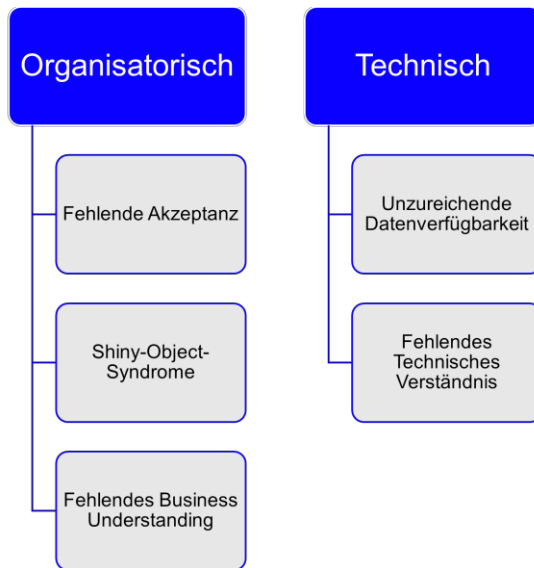 Organisatorisch
Fehlende Akzeptanz
Shiny-Object-
Syndrome
Fehlendes Business
Understanding
Technisch
Unzureichende
Datenverfügbarkeit
Fehlendes
Technisches
Verständnis